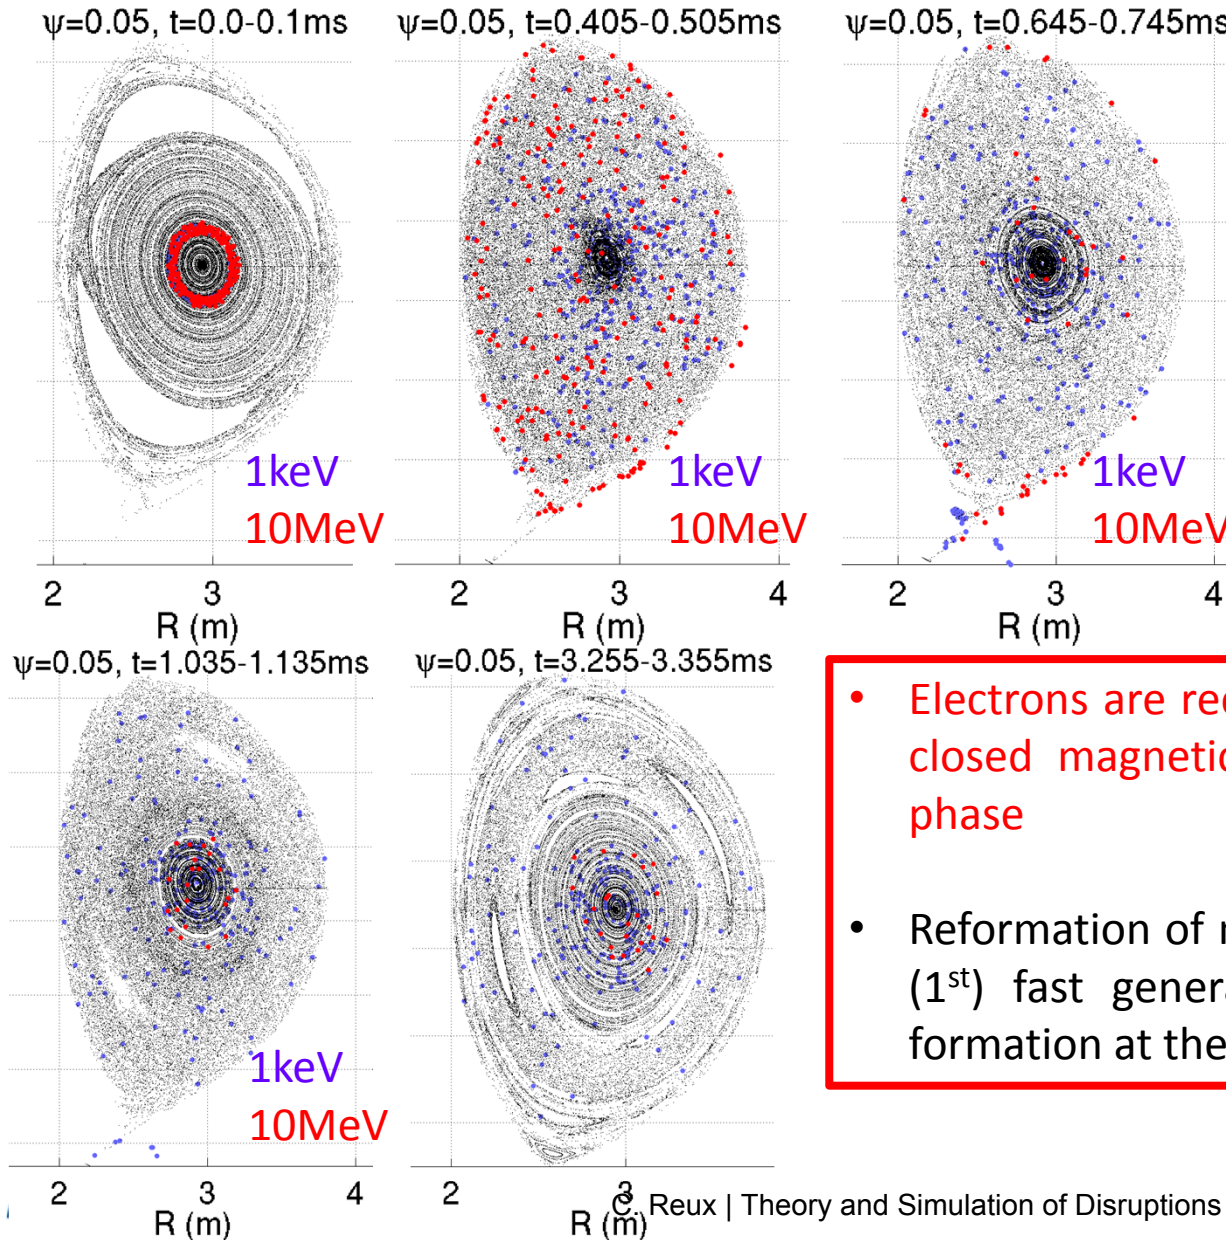 ψ=0.05, t=0.0-0.1ms
ψ=0.05, t=0.405-0.505ms
ψ=0.05, t=0.645-0.745ms
1keV
10MeV
1keV
10MeV
1keV
10MeV
2 3
R (m)
2 3 4
R (m)
2 3 4
R (m)
ψ=0.05, t=1.035-1.135ms
ψ=0.05, t=3.255-3.355ms
1keV
10MeV
2 3 4
R (m)
2 3
R (m)
• Electrons are
closed magnetic
phase
• Reformation of
(1st) fast
formation at the
C. Reux | Theory and Simulation of Disruptions